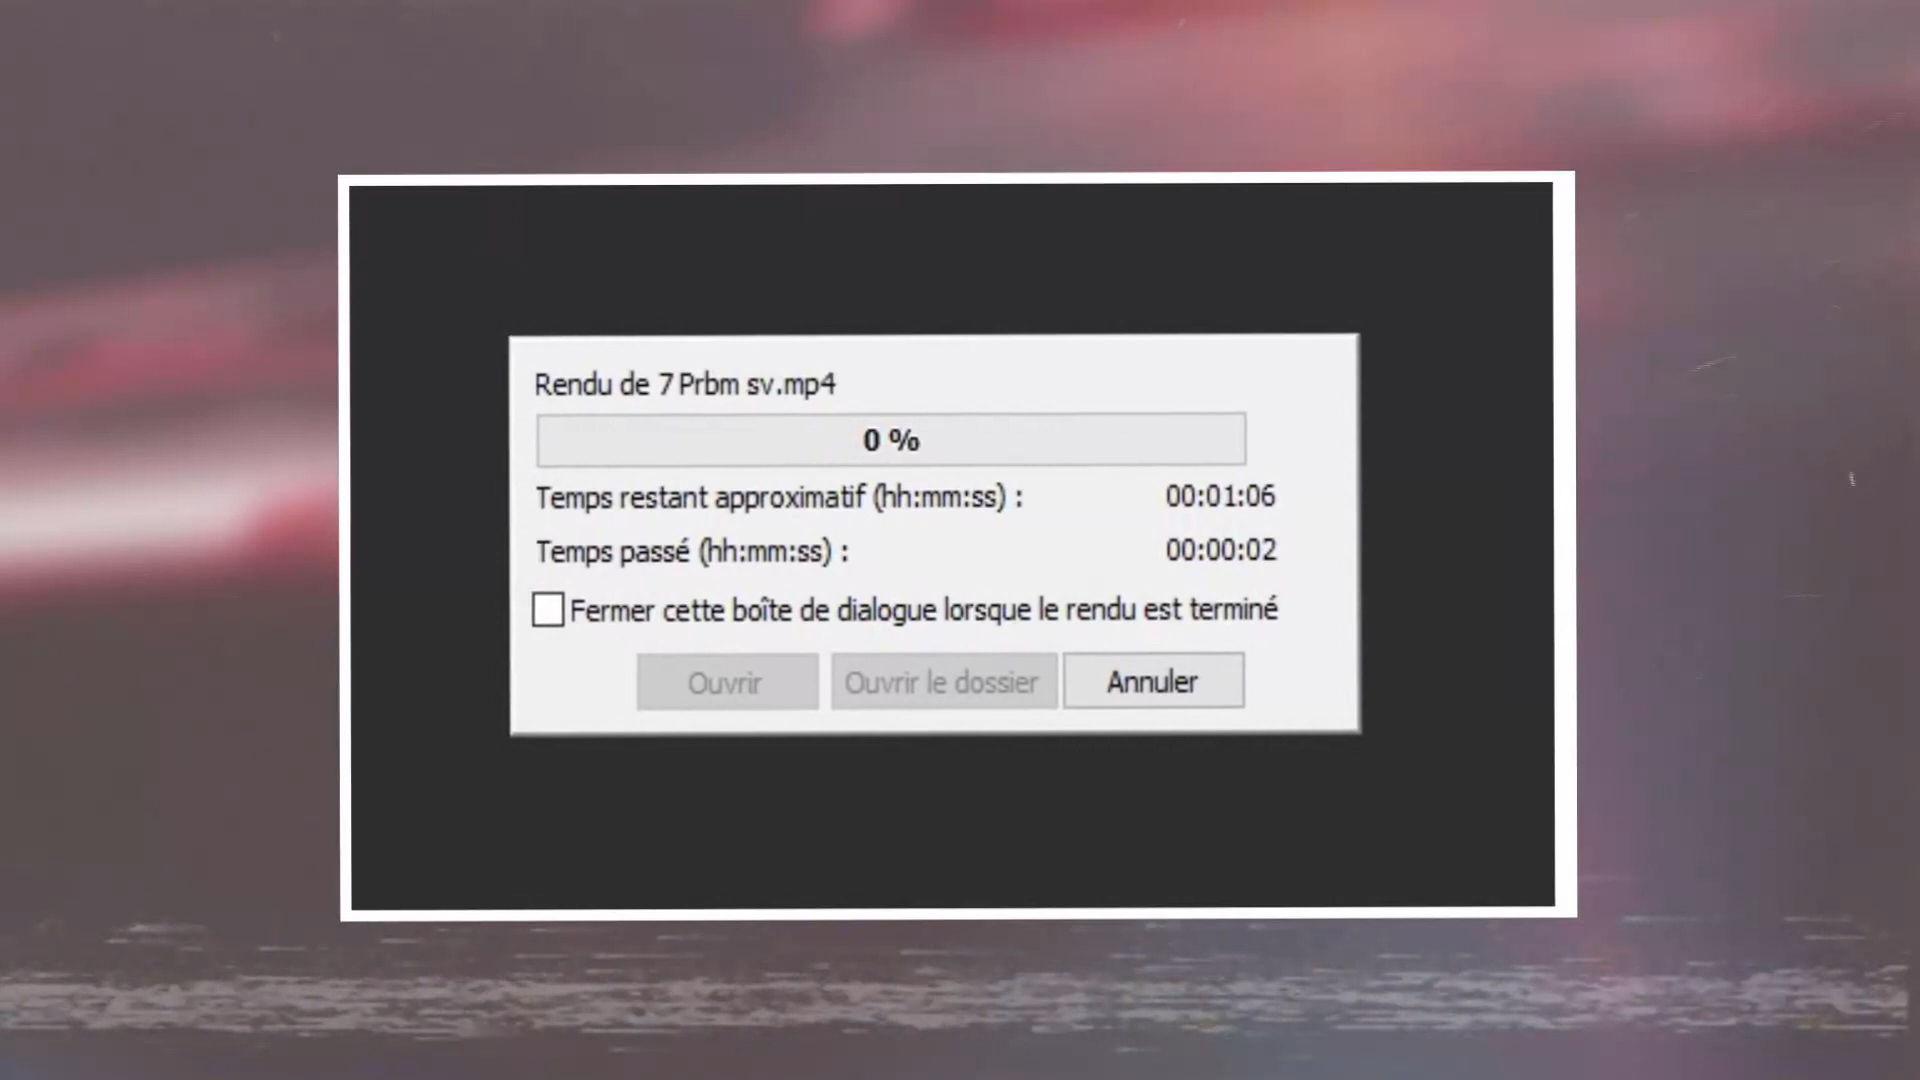 Rendu de 7 Prbm sv.mp4
0 %
Temps restant approximatif (hh:mm:ss) : 00:01:06
Temps passé (hh:mm:ss) : 00:00:02
Fermer cette boîte de dialogue lorsque le rendu est terminé
Ouvrir Ouvrir le dossier Annuler